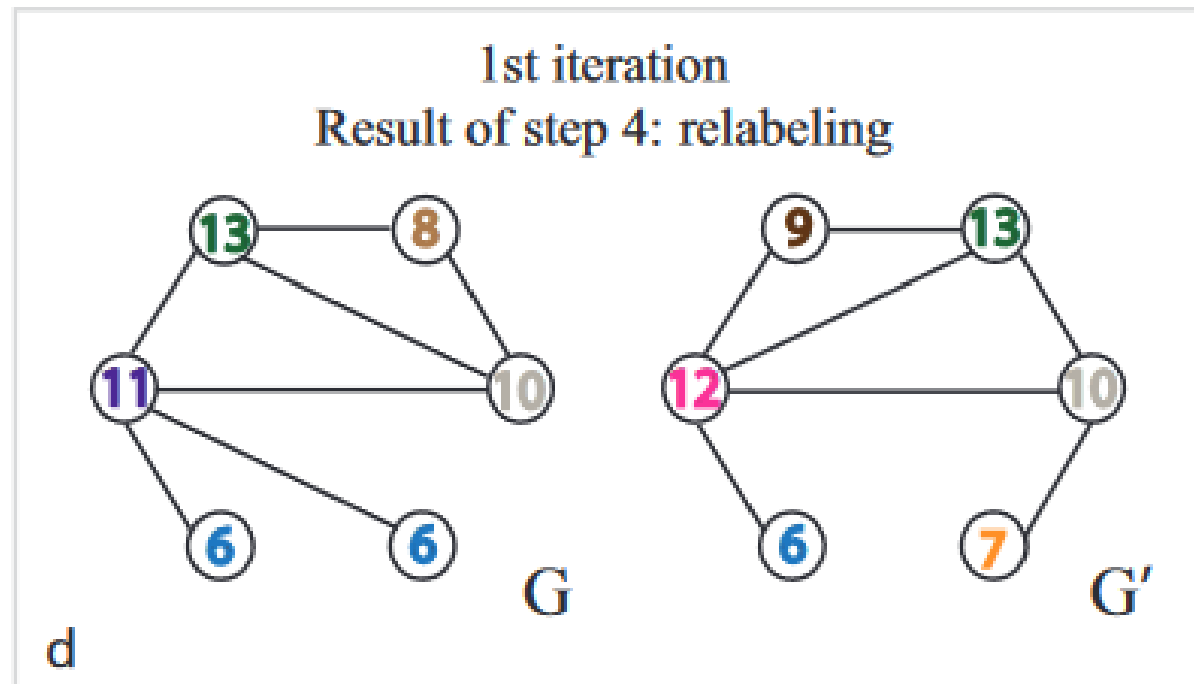 1st iteration
Result of step 4: relabeling
13 8 9 13
11 10 12 10
6 6 6 7
G G′
d